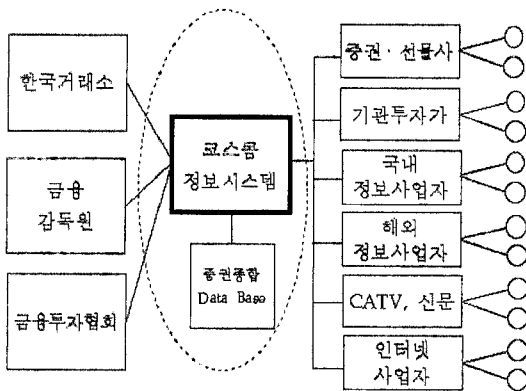 한국거래소
금융
감독원
금융투자협회
코스콤
정보시스템
증권종합
Data Base
증권·선물사
기관투자가
국내
정보사업자
해외
정보사업자
CATV, 신문
인터넷
사업자